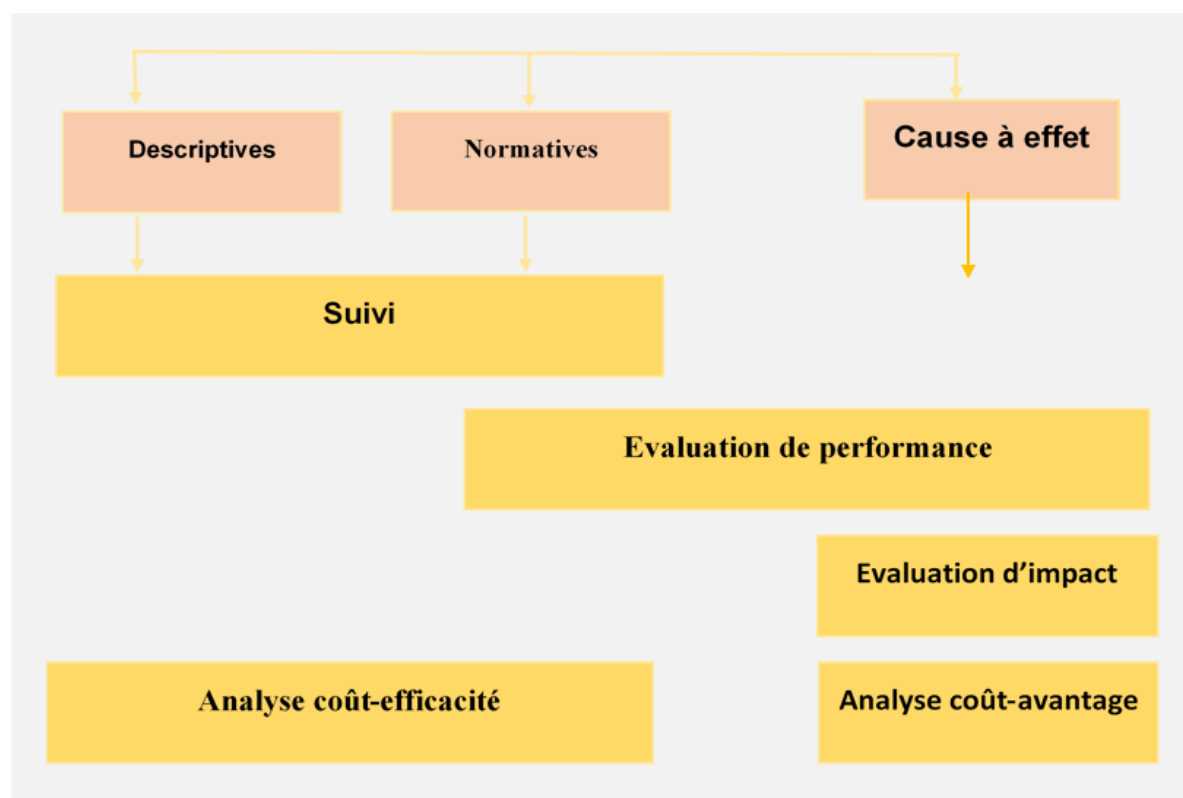 Descriptives
Normatives
Cause à effet
Suivi
Evaluation de performance
Evaluation d’impact
Analyse coût-efficacité
Analyse coût-avantage